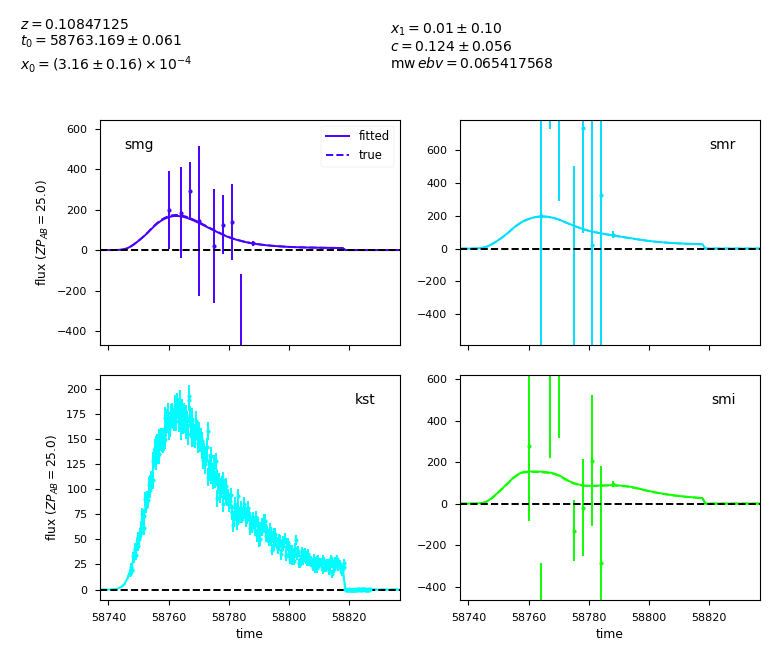 z = 0.10847125
t₀ = 58763.169 ± 0.061
x₀ = (3.16 ± 0.16) × 10⁻⁴
x₁ = 0.01 ± 0.10
c = 0.124 ± 0.056
mw ebv = 0.065417568
smg
fitted
true
600
400
200
0
−200
−400
flux (ZP_AB = 25.0)
smr
600
400
200
0
−200
−400
kst
200
175
150
125
100
75
50
25
0
flux (ZP_AB = 25.0)
58740 58760 58780 58800 58820
time
smi
600
400
200
0
−200
−400
58740 58760 58780 58800 58820
time